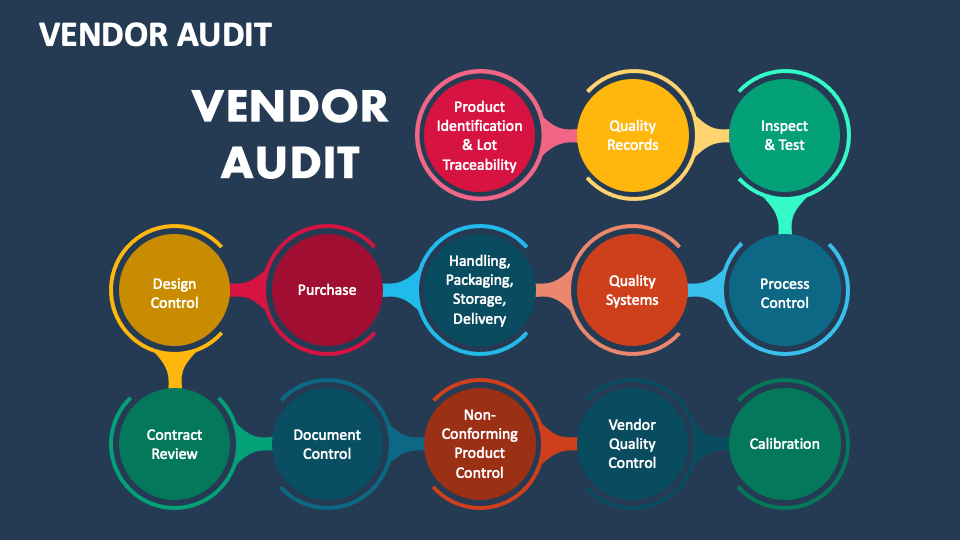 VENDOR AUDIT
VENDOR
AUDIT
Product
Identification
& Lot
Traceability
Quality
Records
Inspect
& Test
Design
Control
Purchase
Handling,
Packaging,
Storage,
Delivery
Quality
Systems
Process
Control
Contract
Review
Document
Control
Non-
Conforming
Product
Control
Vendor
Quality
Control
Calibration